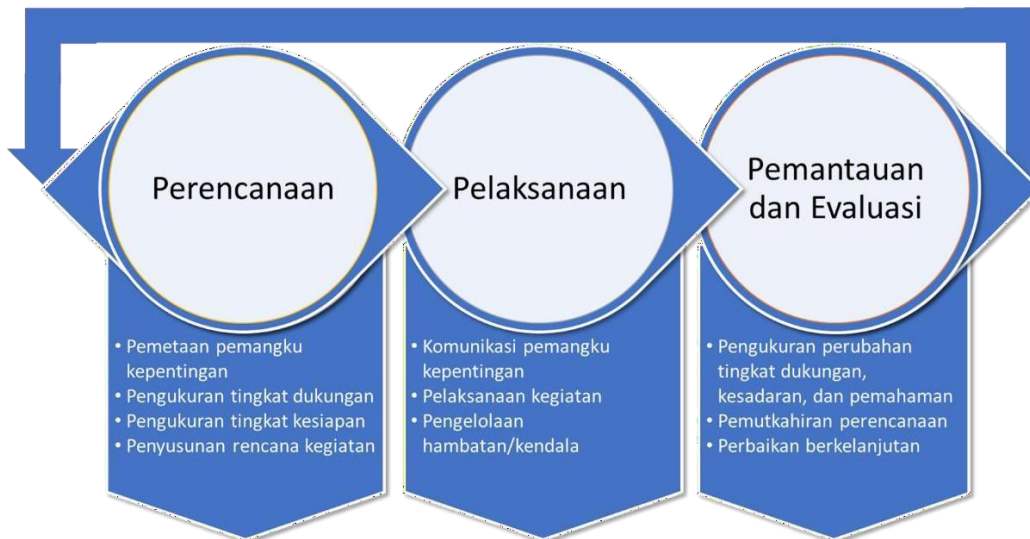 Perencanaan
• Pemetaan pemangku
kepentingan
• Pengukuran tingkat dukungan
• Pengukuran tingkat kesiapan
• Penyusunan rencana kegiatan
Pelaksanaan
• Komunikasi pemangku
kepentingan
• Pelaksanaan kegiatan
• Pengelolaan
hambatan/kendala
Pemantauan
dan Evaluasi
• Pengukuran perubahan
tingkat dukungan,
kesadaran, dan pemahaman
• Pemutkahiran perencanaan
• Perbaikan berkelanjutan